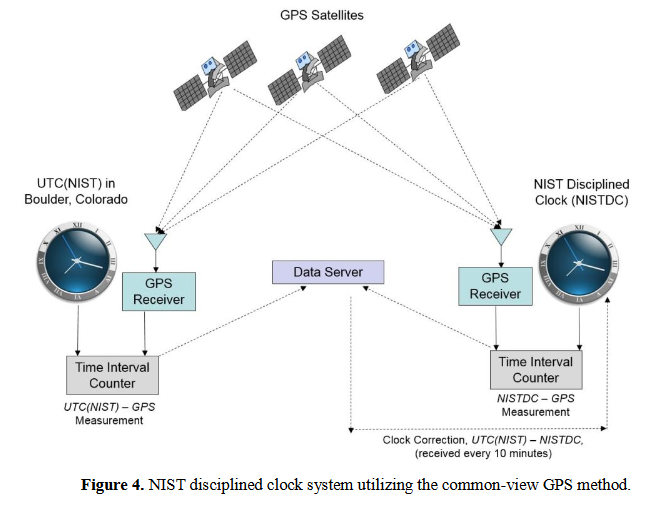 GPS Satellites
UTC(NIST) in
Boulder, Colorado
NIST Disciplined
Clock (NISTDC)
GPS
Receiver
Data Server
GPS
Receiver
Time Interval
Counter
UTC(NIST) – GPS
Measurement
Time Interval
Counter
NISTDC – GPS
Measurement
Clock Correction, UTC(NIST) – NISTDC,
(received every 10 minutes)
Figure 4. NIST disciplined clock system utilizing the common-view GPS method.